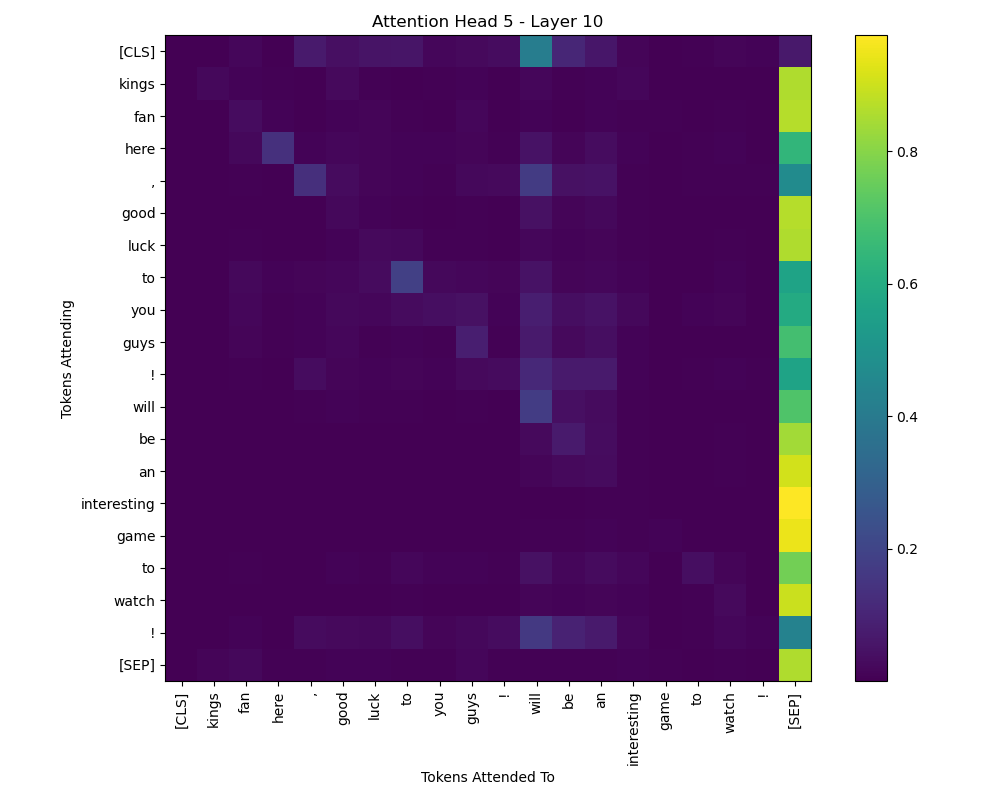 Attention Head 5 - Layer 10
[CLS]
kings
fan
here
,
good
luck
to
you
guys
!
will
be
an
interesting
game
to
watch
!
[SEP]
Tokens Attending
[CLS]
kings
fan
here
,
good
luck
to
you
guys
!
will
be
an
interesting
game
to
watch
!
[SEP]
Tokens Attended To
0.8
0.6
0.4
0.2